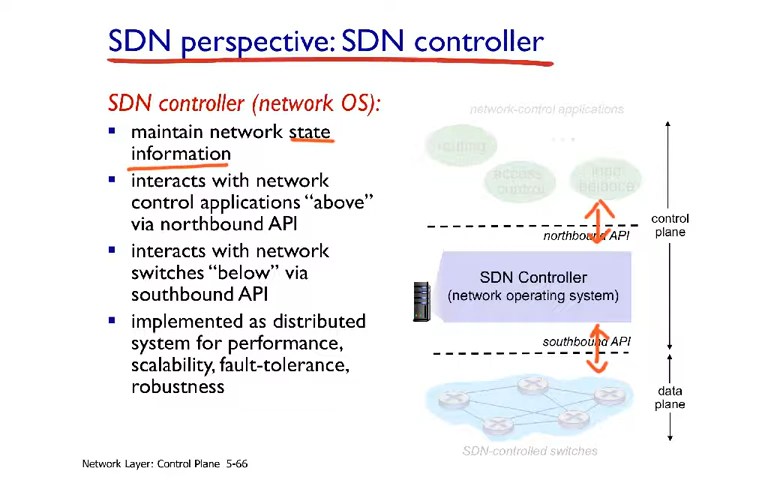 SDN perspective: SDN controller
SDN controller (network OS):
▪ maintain network state
information
▪ interacts with network
control applications “above”
via northbound API
▪ interacts with network
switches “below” via
southbound API
▪ implemented as distributed
system for performance,
scalability, fault-tolerance,
robustness
network-control applications
routing
...
access
control
load
balance
northbound API
control
plane
SDN Controller
(network operating system)
southbound API
data
plane
SDN-controlled switches
Network Layer: Control Plane 5-66